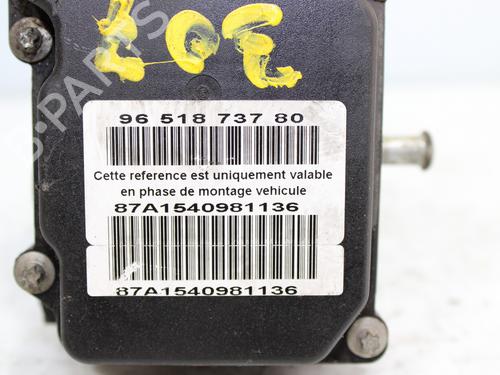 96 518 737 80
Cette reference est uniquement valable
en phase de montage vehicule
87A1540981136
87A1540981136